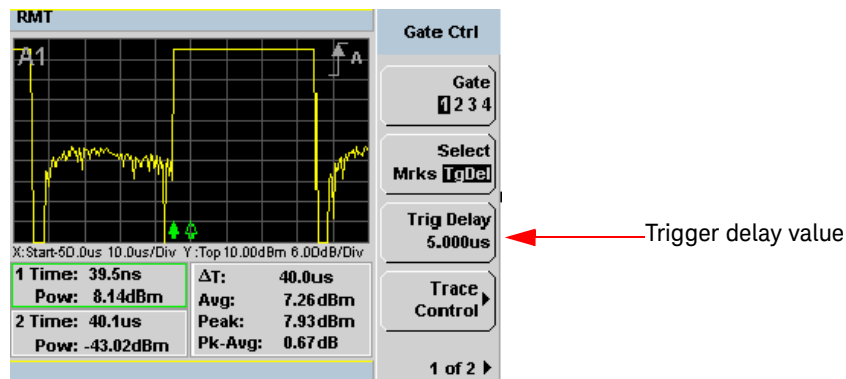 RMT
Gate Ctrl
A1
A
Gate
1 2 3 4
Select
Mrks TgDel
Trig Delay
5.000us
Trigger delay value
X:Start-50.0us 10.0us/Div Y:Top 10.00dBm 6.00dB/Div
1 Time: 39.5ns
Pow: 8.14dBm
2 Time: 40.1us
Pow: -43.02dBm
ΔT: 40.0us
Avg: 7.26dBm
Peak: 7.93dBm
Pk-Avg: 0.67dB
Trace
Control
1 of 2